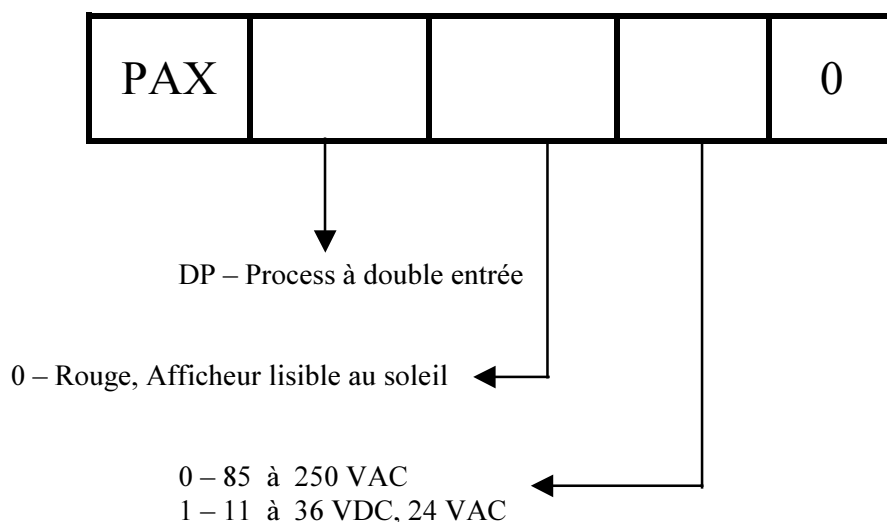 PAX 0
DP – Process à double entrée
0 – Rouge, Afficheur lisible au soleil
0 – 85 à 250 VAC
1 – 11 à 36 VDC, 24 VAC